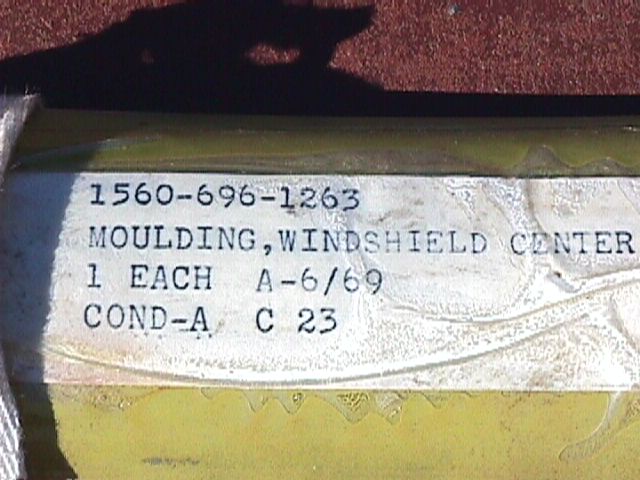 1560-696-1263
MOULDING,WINDSHIELD CENTER
1 EACH A-6/69
COND-A C 23